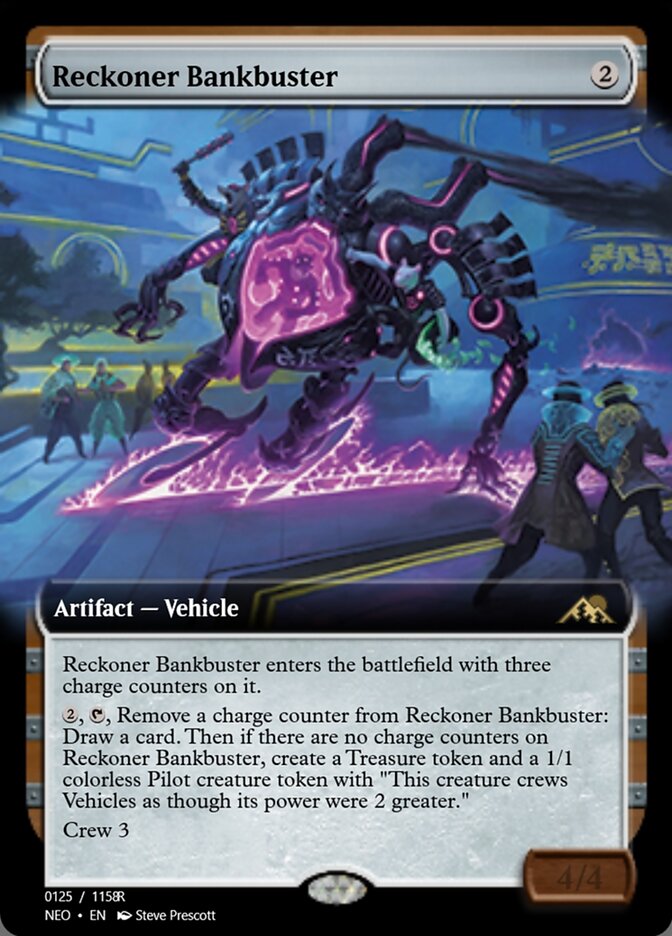 Reckoner Bankbuster 2
Artifact — Vehicle
Reckoner Bankbuster enters the battlefield with three
charge counters on it.
2, T, Remove a charge counter from Reckoner Bankbuster:
Draw a card. Then if there are no charge counters on
Reckoner Bankbuster, create a Treasure token and a 1/1
colorless Pilot creature token with "This creature crews
Vehicles as though its power were 2 greater."
Crew 3
4/4
0125 / 1158R
NEO • EN Steve Prescott